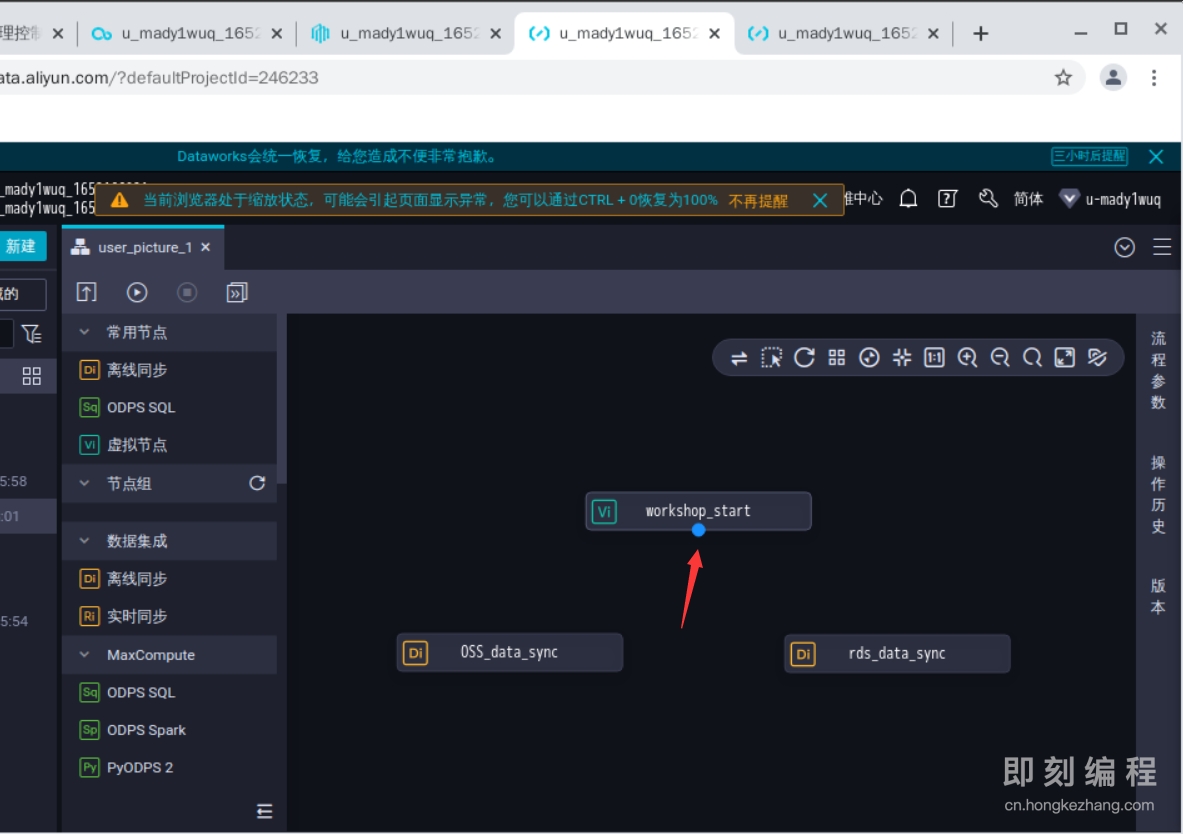 理控制
u_mady1wuq_1652
u_mady1wuq_1652
u_mady1wuq_1652
u_mady1wuq_1652
ata.aliyun.com/?defaultProjectId=246233
Dataworks会统一恢复，给您造成不便非常抱歉。
三小时后提醒
_mady1wuq_165
_mady1wuq_165
当前浏览器处于缩放状态，可能会引起页面显示异常，您可以通过CTRL + 0恢复为100%
不再提醒
维中心
简体
u-mady1wuq
新建
user_picture_1
的
常用节点
流程参数
Di 离线同步
Sq ODPS SQL
Vi 虚拟节点
操作历史
5:58
节点组
:01
Vi workshop_start
数据集成
Di 离线同步
版本
5:54
Ri 实时同步
Di OSS_data_sync
Di rds_data_sync
MaxCompute
Sq ODPS SQL
Sp ODPS Spark
Py PyODPS 2
即刻编程
cn.hongkezhang.com